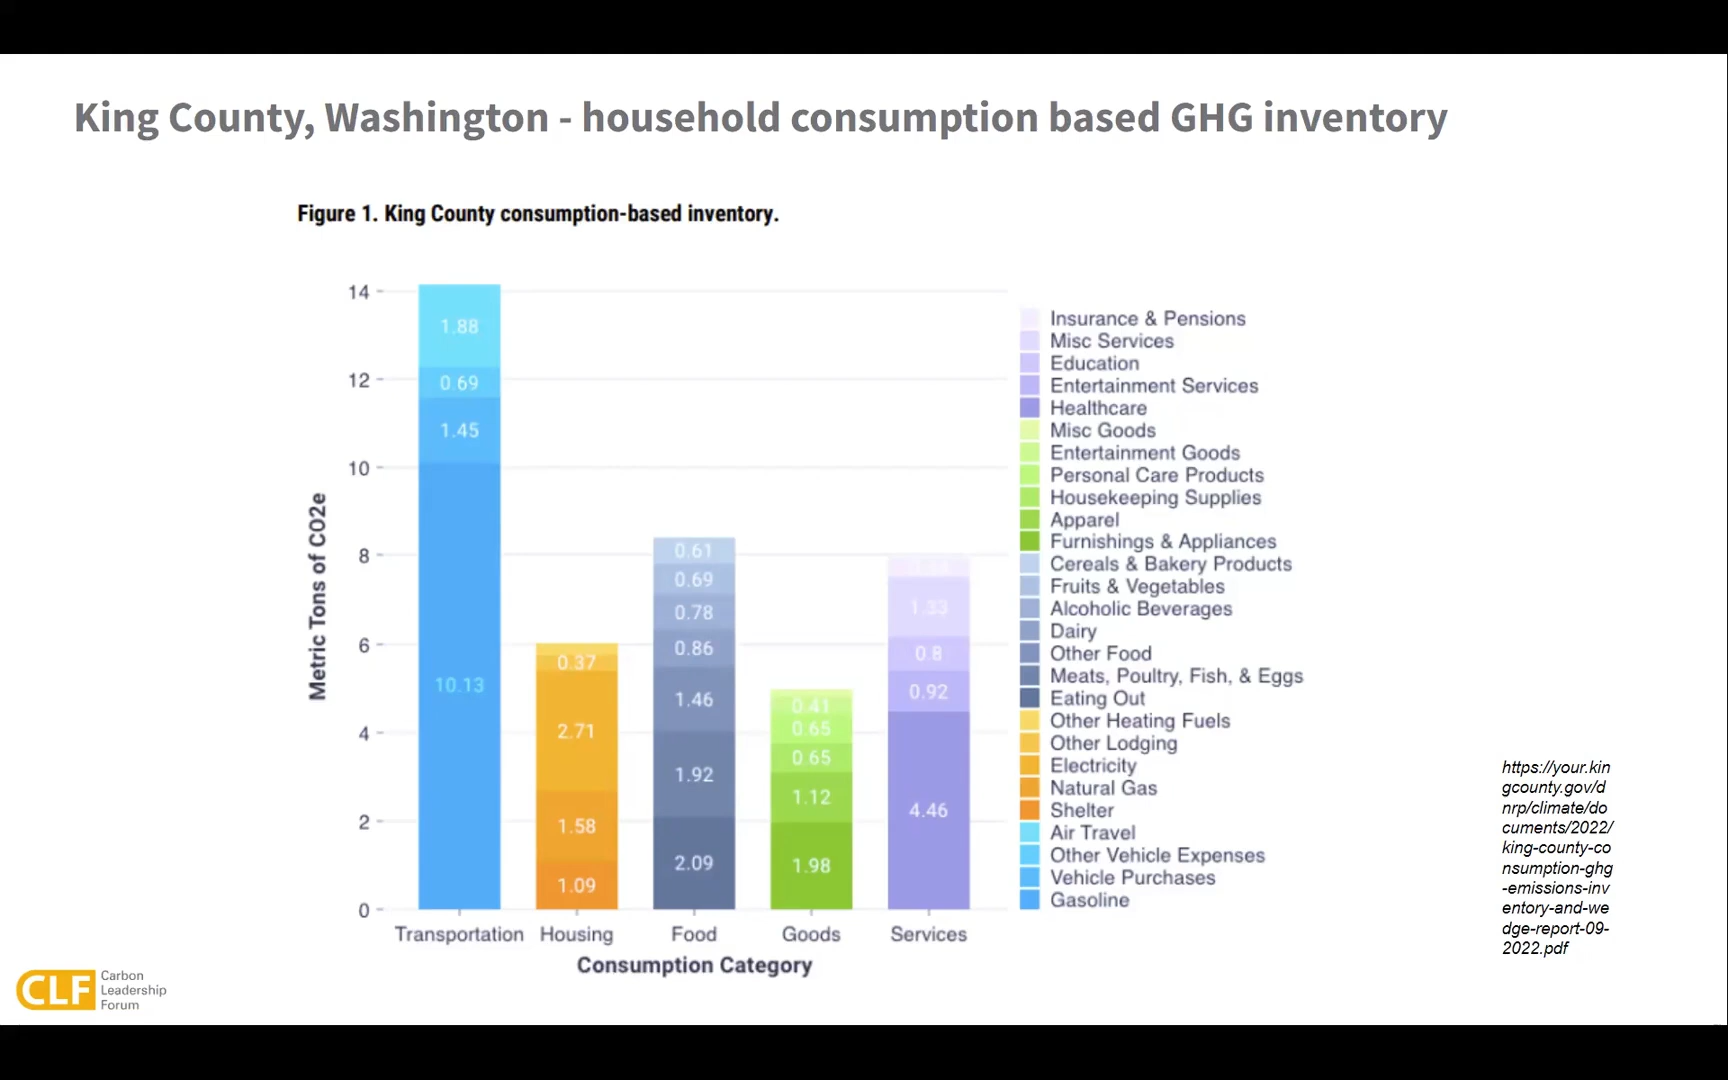 King County, Washington - household consumption based GHG inventory
Figure 1. King County consumption-based inventory.
Metric Tons of CO2e
14
12
10
8
6
4
2
0
1.88
0.69
1.45
10.13
0.37
2.71
1.58
1.09
0.61
0.69
0.78
0.86
1.46
1.92
2.09
0.41
0.65
0.65
1.12
1.98
1.33
0.8
0.92
4.46
Transportation
Housing
Food
Goods
Services
Consumption Category
Insurance & Pensions
Misc Services
Education
Entertainment Services
Healthcare
Misc Goods
Entertainment Goods
Personal Care Products
Housekeeping Supplies
Apparel
Furnishings & Appliances
Cereals & Bakery Products
Fruits & Vegetables
Alcoholic Beverages
Dairy
Other Food
Meats, Poultry, Fish, & Eggs
Eating Out
Other Heating Fuels
Other Lodging
Electricity
Natural Gas
Shelter
Air Travel
Other Vehicle Expenses
Vehicle Purchases
Gasoline
https://your.kin
gcounty.gov/d
nrp/climate/do
cuments/2022/
king-county-co
nsumption-ghg
-emissions-inv
entory-and-we
dge-report-09-
2022.pdf
CLF
Carbon
Leadership
Forum